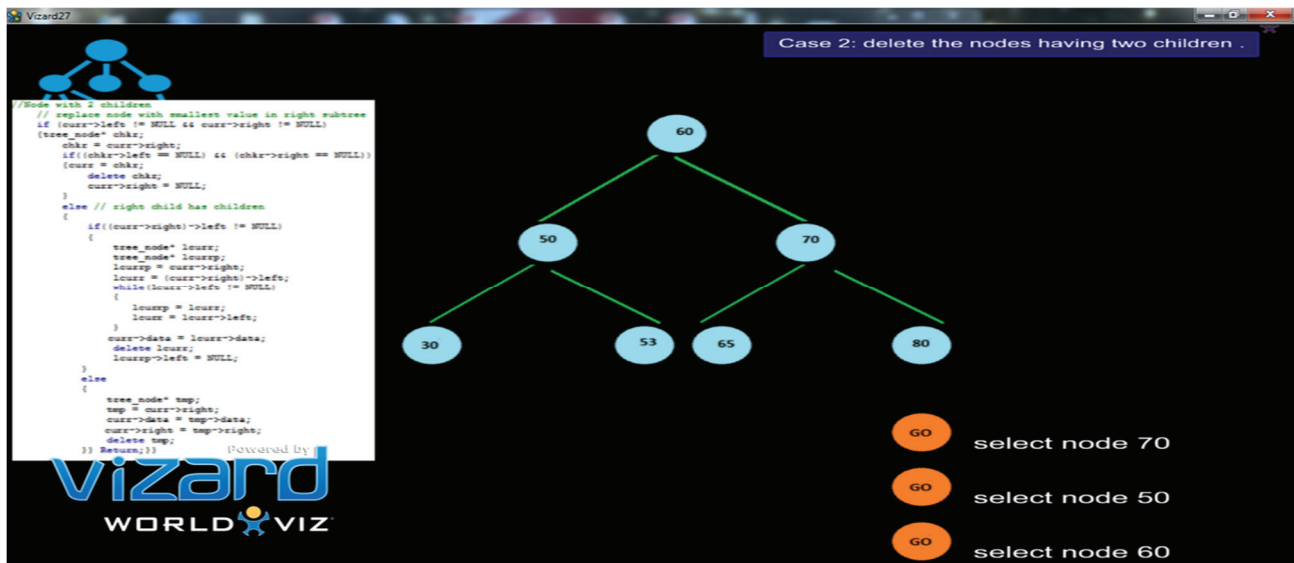 Vizard27
Case 2: delete the nodes having two children .
//Node with 2 children
// replace node with smallest value in right subtree
if (curr->left != NULL && curr->right != NULL)
{tree_node* chkr;
chkr = curr->right;
if((chkr->left == NULL) && (chkr->right == NULL))
{curr = chkr;
delete chkr;
curr->right = NULL;
}
else // right child has children
{
if((curr->right)->left != NULL)
{
tree_node* lcurr;
tree_node* lcurrp;
lcurrp = curr->right;
lcurr = (curr->right)->left;
while(lcurr->left != NULL)
{
lcurrp = lcurr;
lcurr = lcurr->left;
}
curr->data = lcurr->data;
delete lcurr;
lcurrp->left = NULL;
}
else
{
tree_node* tmp;
tmp = curr->right;
curr->data = tmp->data;
curr->right = tmp->right;
delete tmp;
}} Return;}}
Powered by
vizard
WORLD VIZ
60
50
70
30
53
65
80
GO
select node 70
GO
select node 50
GO
select node 60